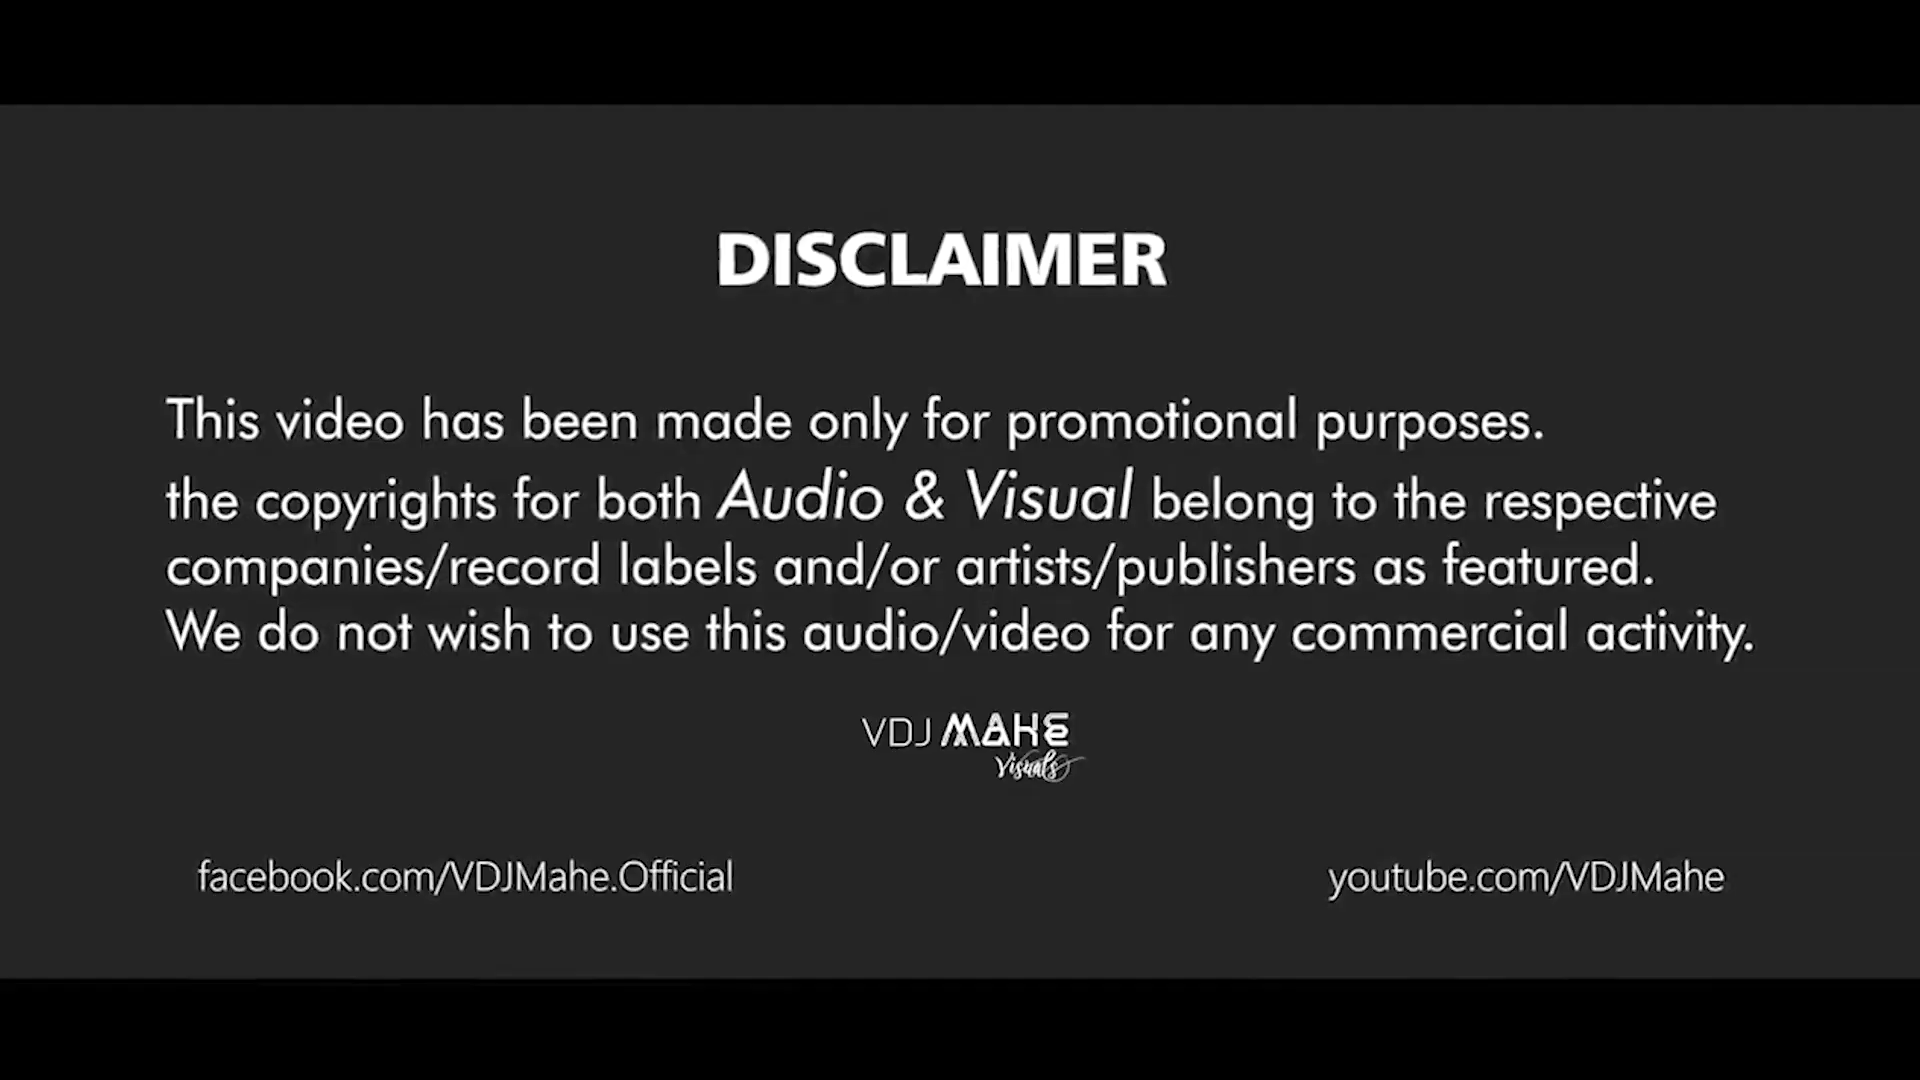 DISCLAIMER
This video has been made only for promotional purposes.
the copyrights for both Audio & Visual belong to the respective
companies/record labels and/or artists/publishers as featured.
We do not wish to use this audio/video for any commercial activity.
VDJ MAHE
Visuals
facebook.com/VDJMahe.Official
youtube.com/VDJMahe